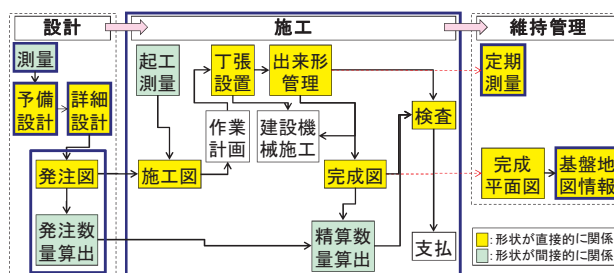 設計
施工
維持管理
測量
予備
設計
詳細
設計
発注図
発注数
量算出
起工
測量
丁張
設置
出来形
管理
作業
計画
建設機
械施工
施工図
完成図
精算数
量算出
検査
支払
定期
測量
完成
平面図
基盤地
図情報
:形状が直接的に関係
:形状が間接的に関係